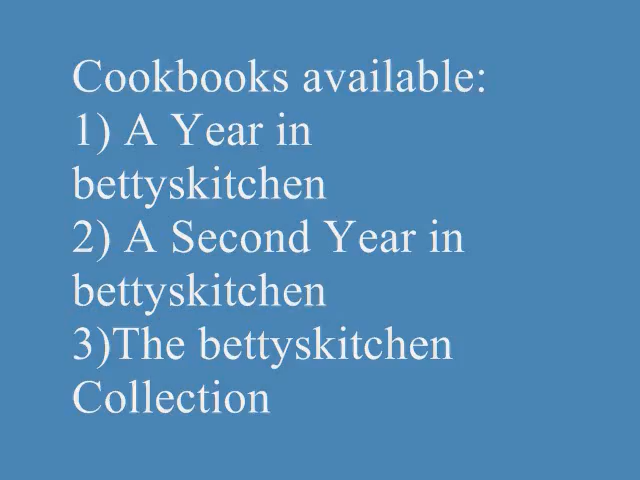 Cookbooks available:
1) A Year in
bettyskitchen
2) A Second Year in
bettyskitchen
3)The bettyskitchen
Collection